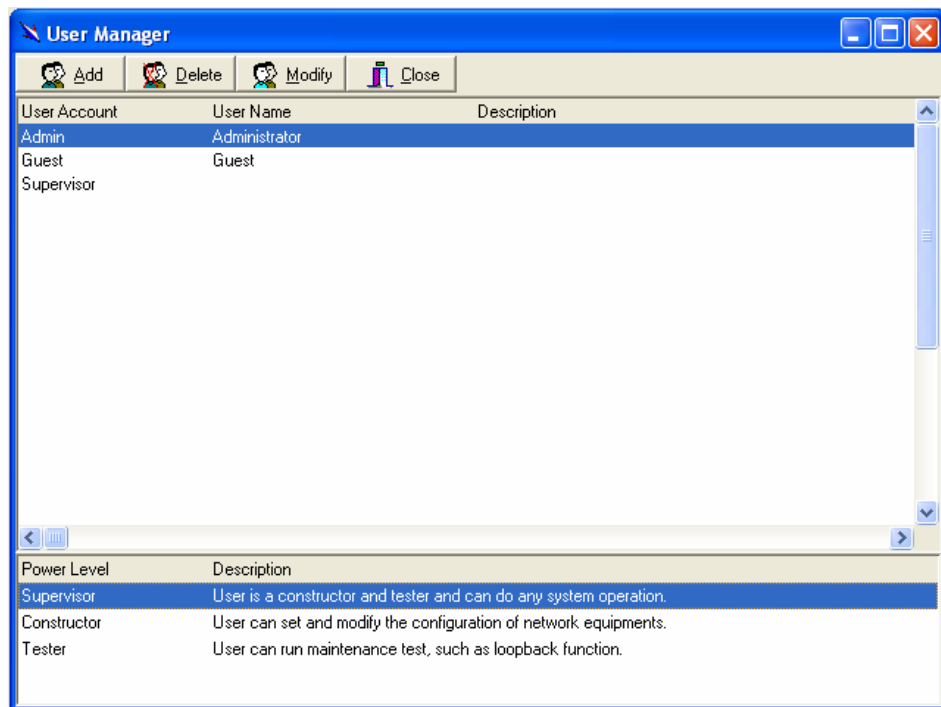 User Manager
Add Delete Modify Close
User Account User Name Description
Admin Administrator
Guest Guest
Supervisor
Power Level Description
Supervisor User is a constructor and tester and can do any system operation.
Constructor User can set and modify the configuration of network equipments.
Tester User can run maintenance test, such as loopback function.